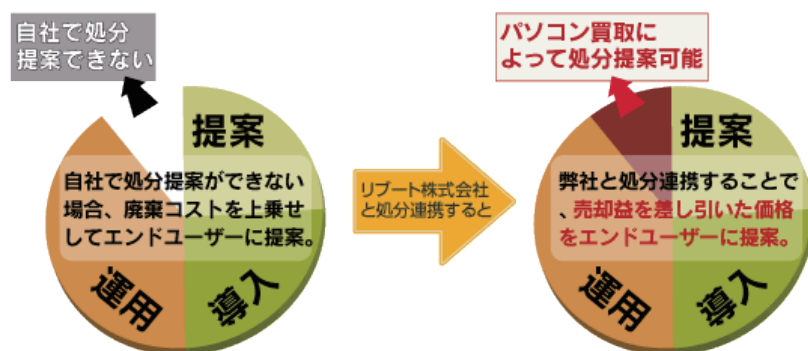 自社で処分
提案できない
提案
自社で処分提案ができない
場合、廃棄コストを上乗せ
してエンドユーザーに提案。
運用
導入
リブート株式会社
と処分連携すると
パソコン買取に
よって処分提案可能
提案
弊社と処分連携することで
、売却益を差し引いた価格
をエンドユーザーに提案。
運用
導入